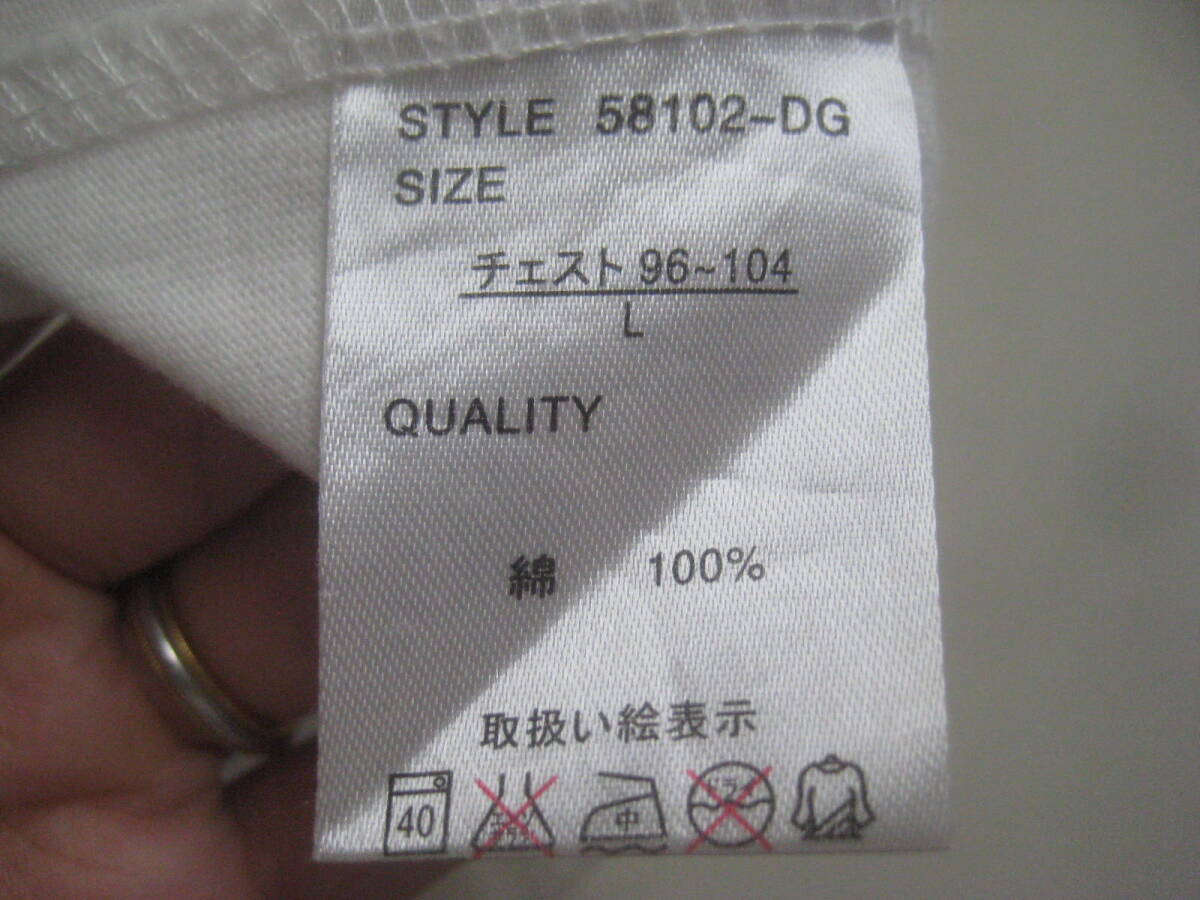 STYLE 58102-DG
SIZE
チェスト 96~104
L
QUALITY
綿 100%
取扱い絵表示
40 中